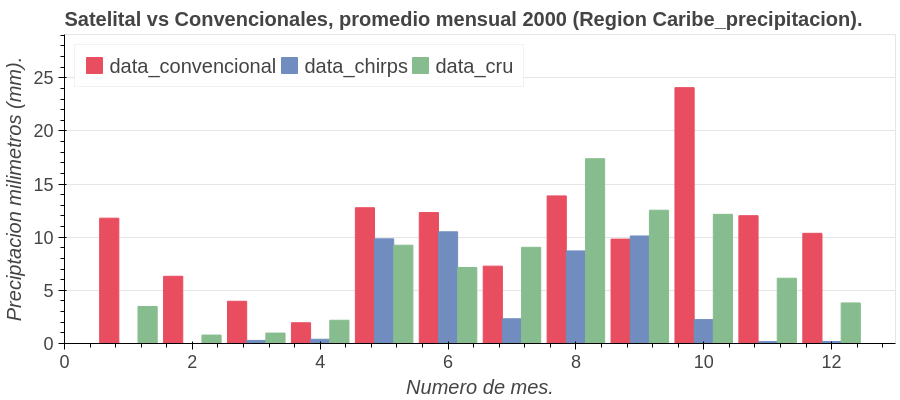 Satelital vs Convencionales, promedio mensual 2000 (Region Caribe_precipitacion).
data_convencional data_chirps data_cru
Preciptacion milimetros (mm).
25
20
15
10
5
0
0 2 4 6 8 10 12
Numero de mes.